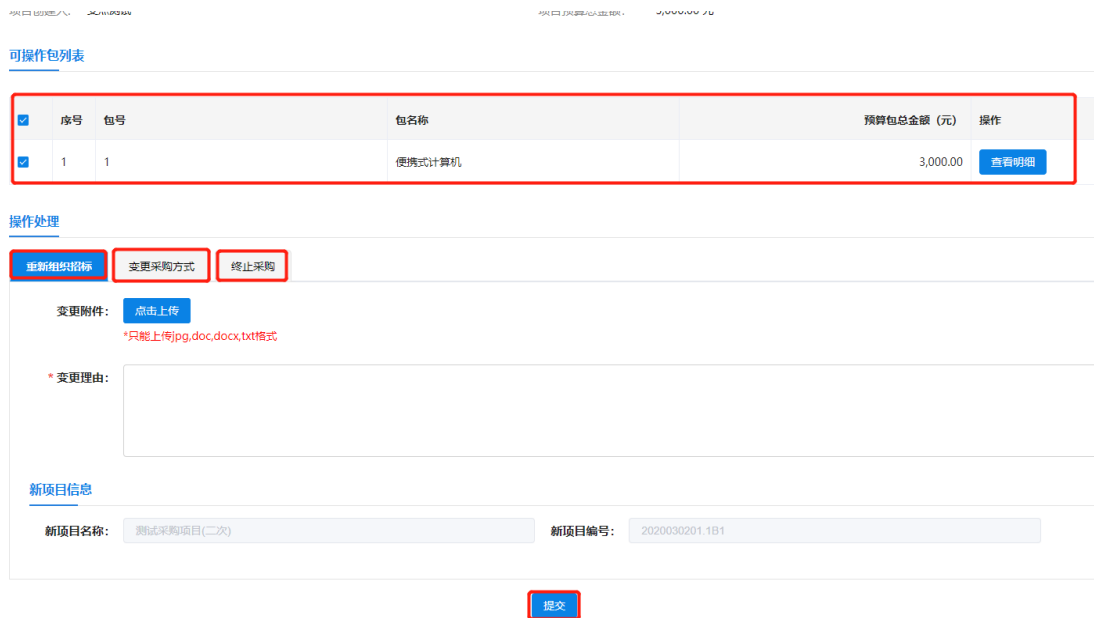 可操作包列表
序号 包号 包名称 预算包总金额（元） 操作
1 1 便携式计算机 3,000.00 查看明细
操作处理
重新组织招标 变更采购方式 终止采购
变更附件： 点击上传
*只能上传jpg,doc,docx,txt格式
* 变更理由：
新项目信息
新项目名称： 测试采购项目(二次) 新项目编号： 2020030201.1B1
提交